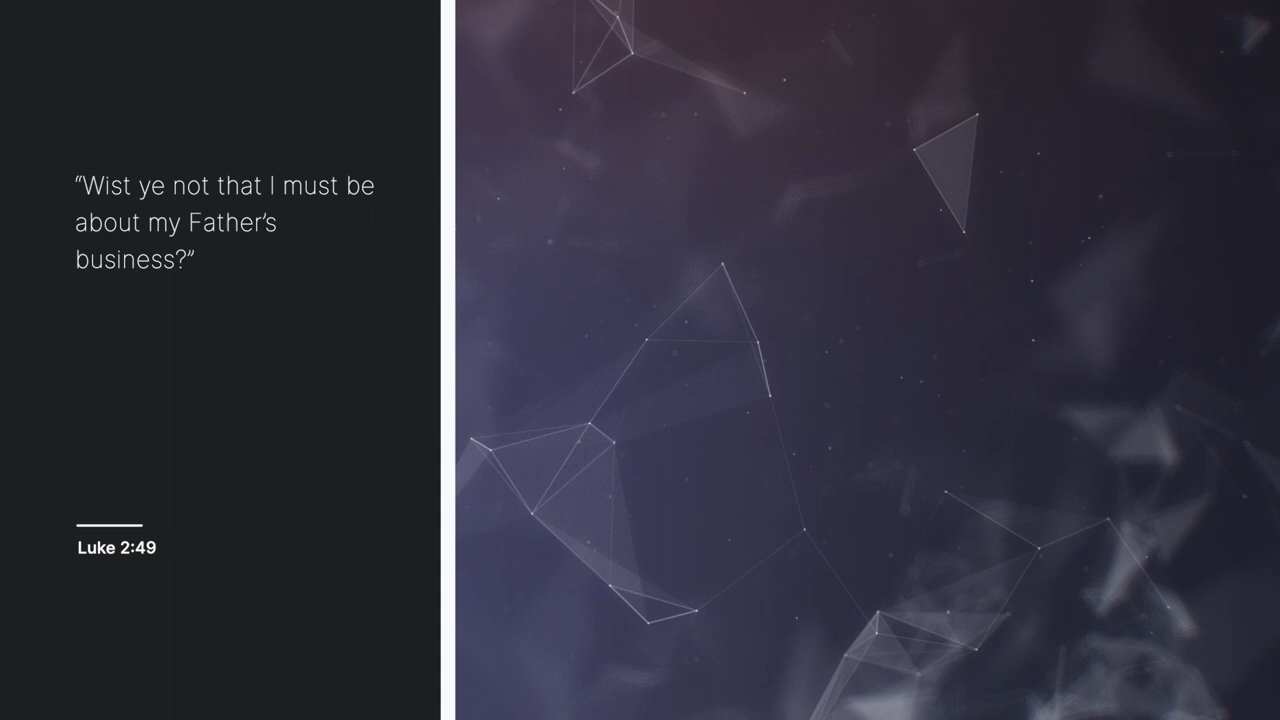 “Wist ye not that I must be
about my Father’s
business?”
Luke 2:49